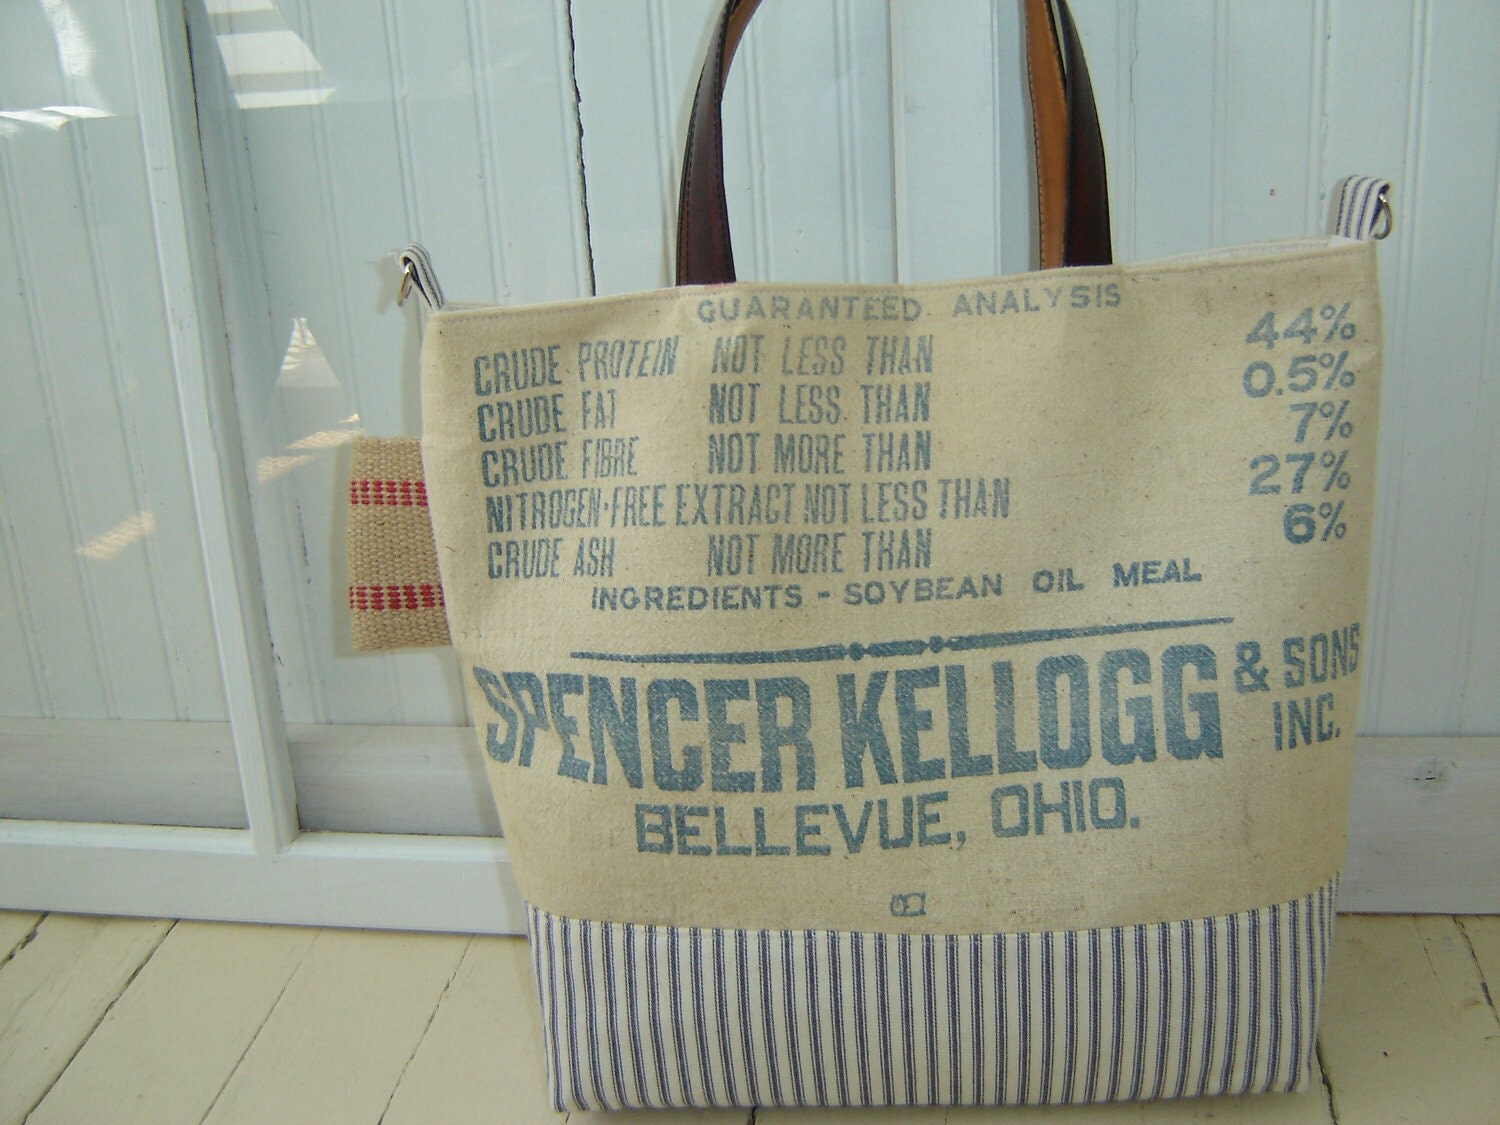 GUARANTEED ANALYSIS
CRUDE PROTEIN NOT LESS THAN 44%
CRUDE FAT NOT LESS THAN 0.5%
CRUDE FIBRE NOT MORE THAN 7%
NITROGEN-FREE EXTRACT NOT LESS THAN 27%
CRUDE ASH NOT MORE THAN 6%
INGREDIENTS - SOYBEAN OIL MEAL
SPENCER KELLOGG & SONS
INC.
BELLEVUE, OHIO.